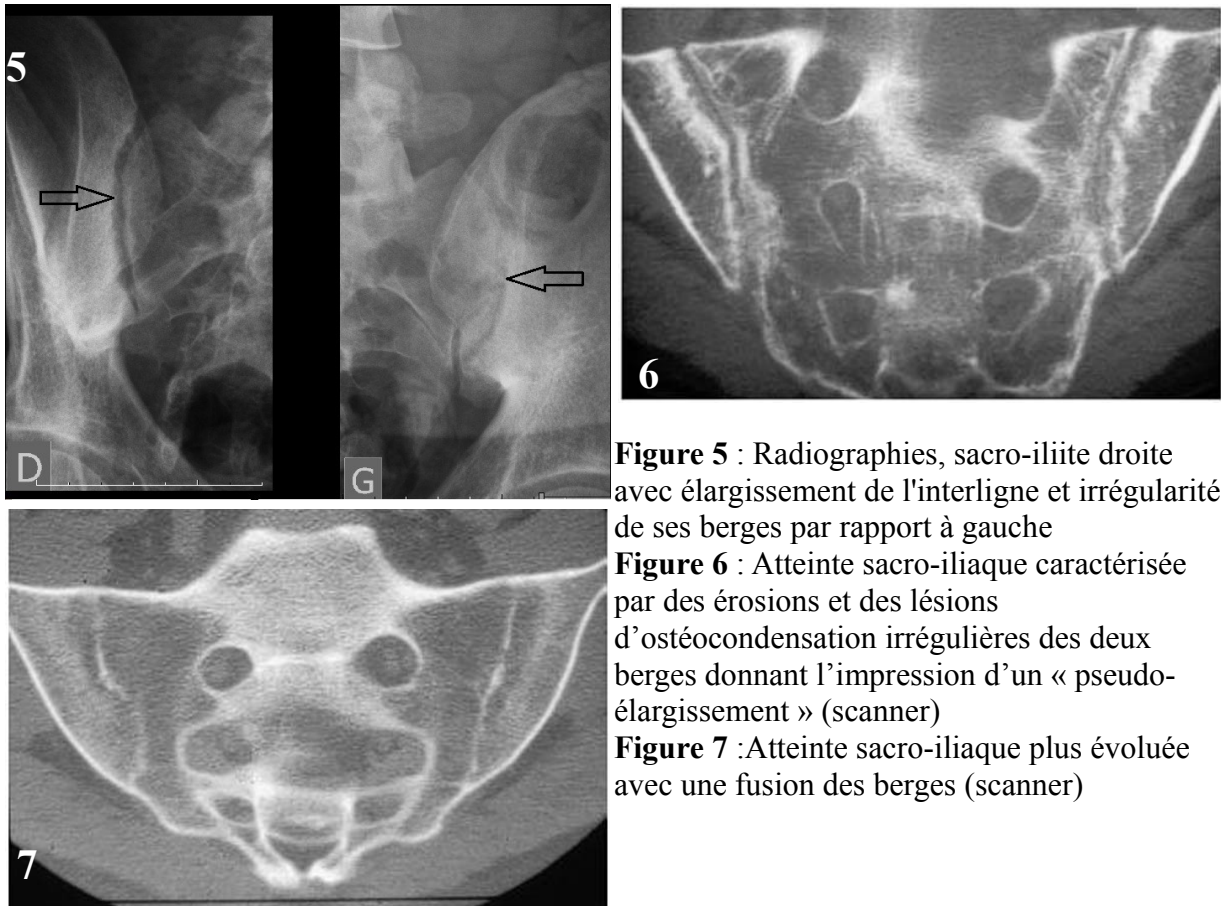 5
D
G
6
Figure 5 : Radiographies, sacro-iliite droite
avec élargissement de l'interligne et irrégularité
de ses berges par rapport à gauche
Figure 6 : Atteinte sacro-iliaque caractérisée
par des érosions et des lésions
d’ostéocondensation irrégulières des deux
berges donnant l’impression d’un « pseudo-
élargissement » (scanner)
Figure 7 :Atteinte sacro-iliaque plus évoluée
avec une fusion des berges (scanner)
7